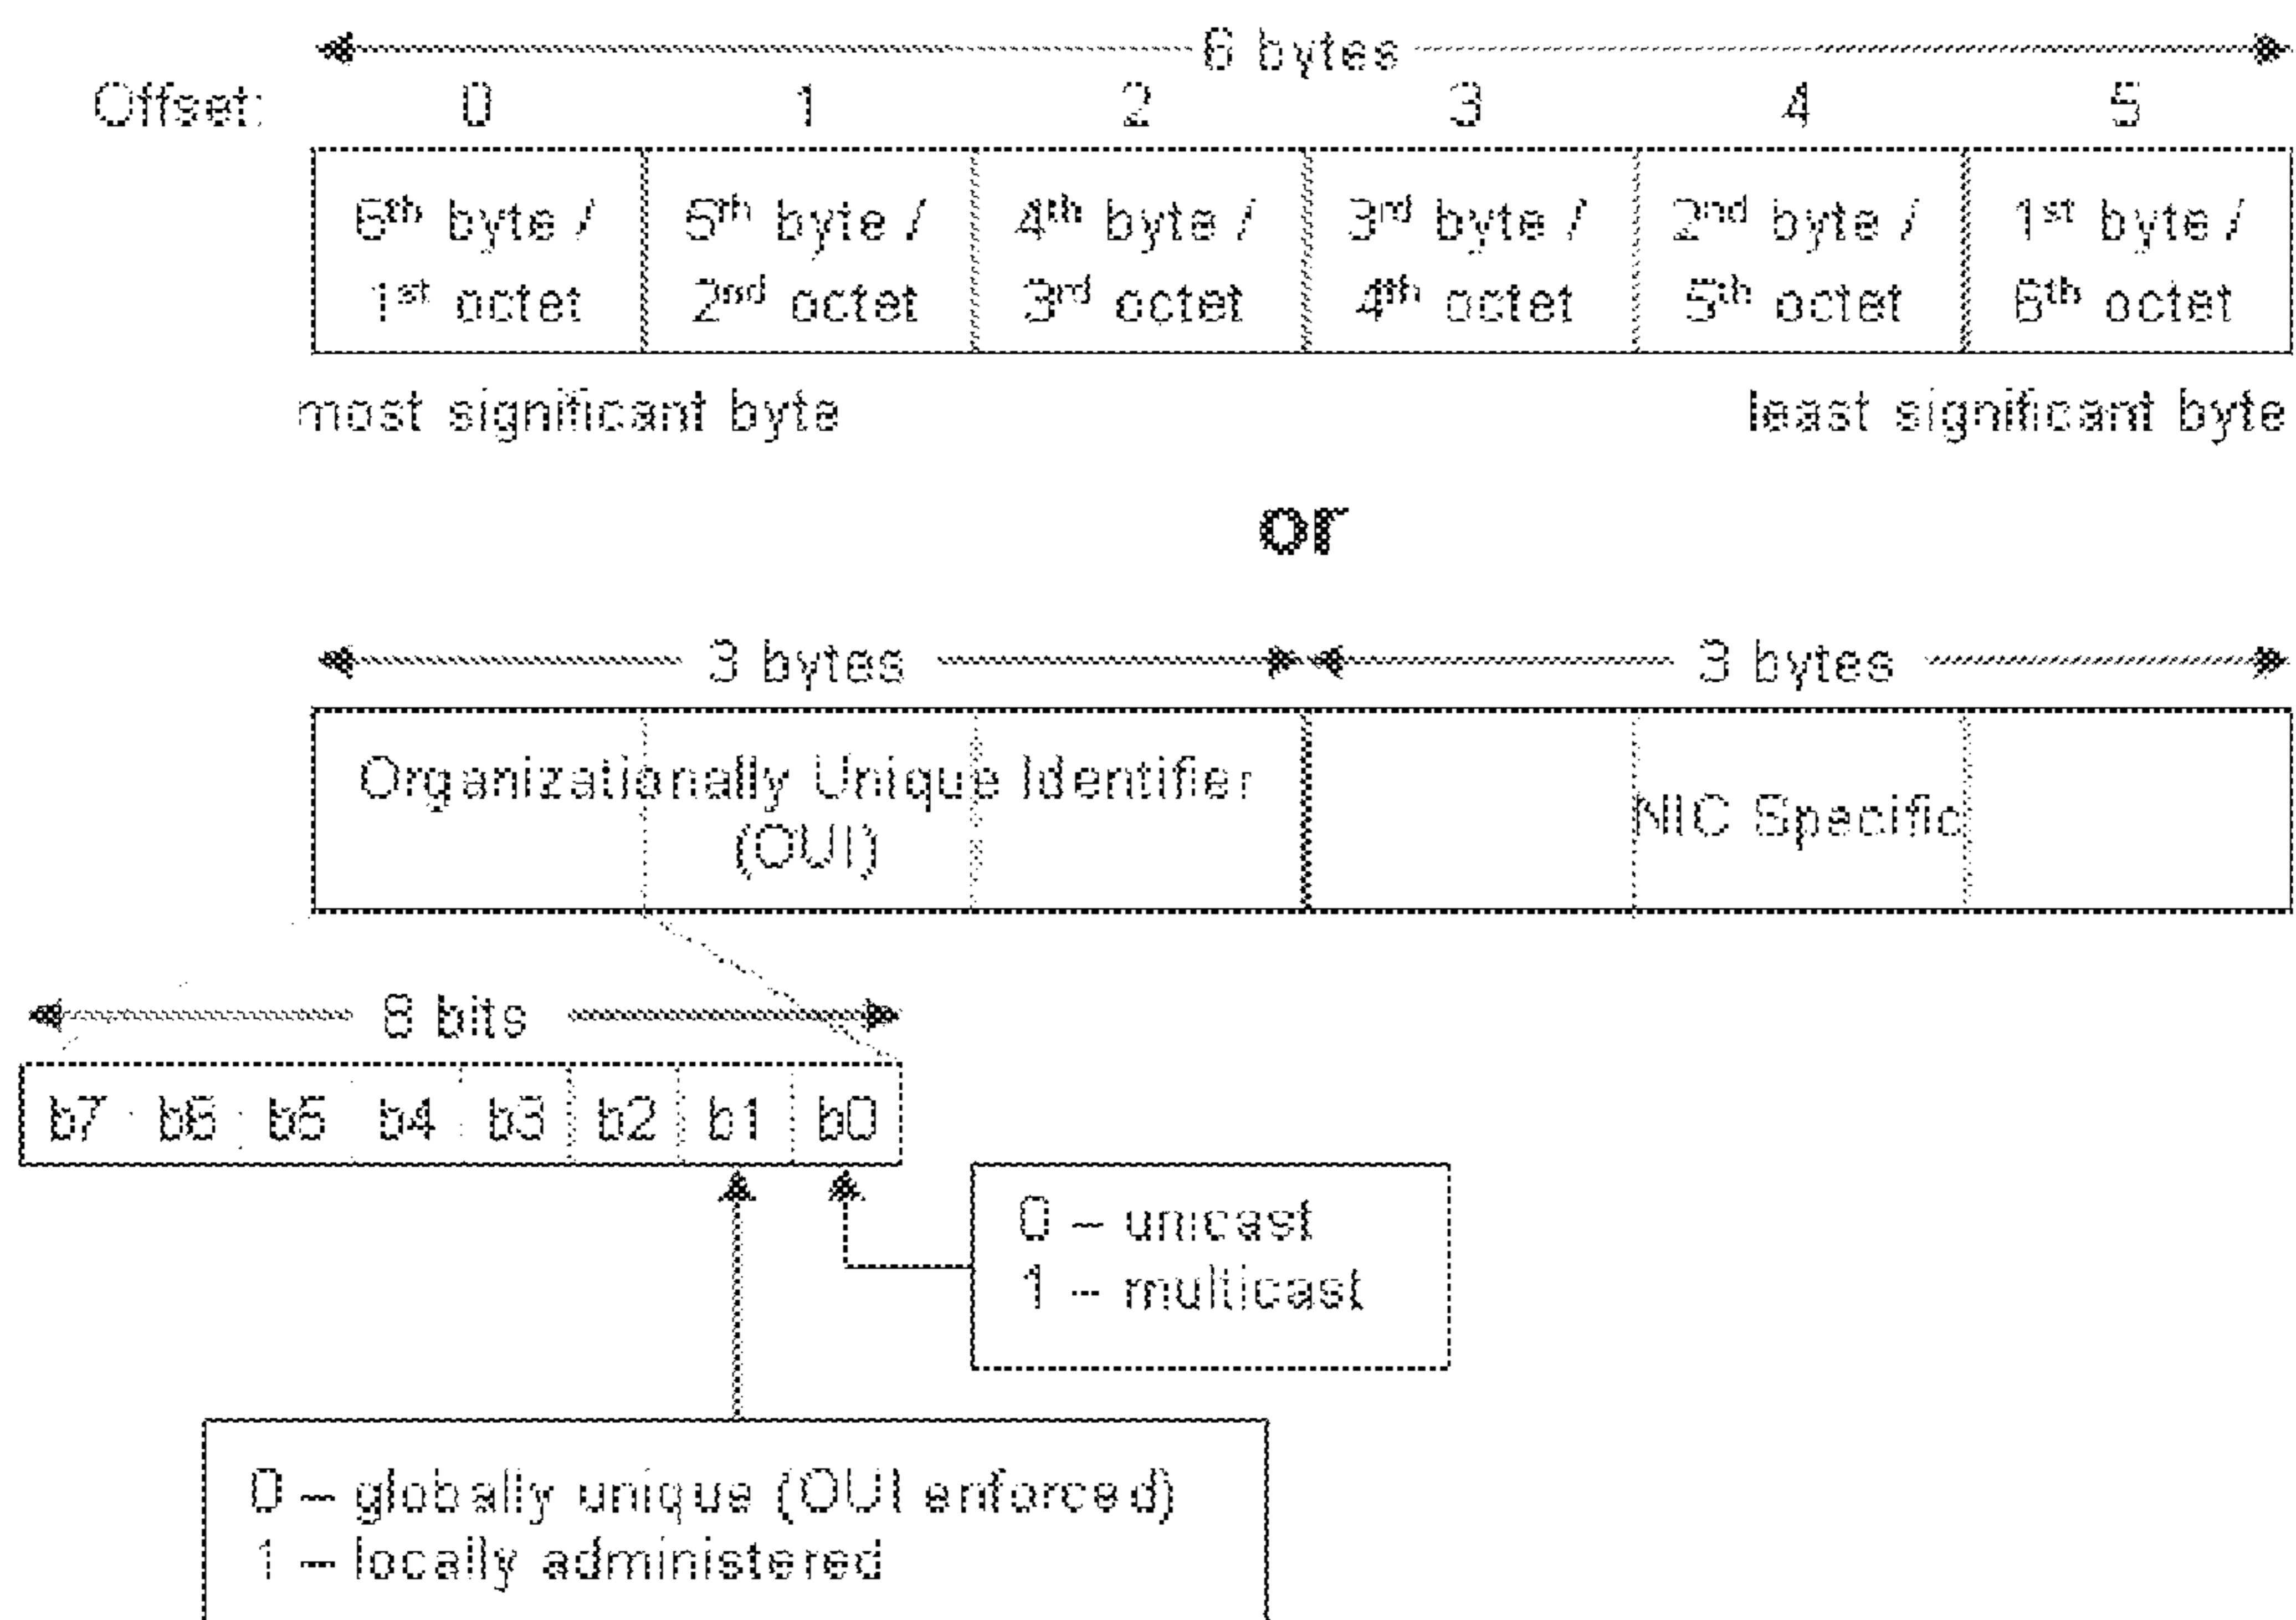 6 bytes
Offset: 0 1 2 3 4 5
6th byte / 5th byte / 4th byte / 3rd byte / 2nd byte / 1st byte /
1st octet 2nd octet 3rd octet 4th octet 5th octet 6th octet
most significant byte least significant byte
or
3 bytes 3 bytes
Organizationally Unique Identifier
(OUI)
NIC Specific
8 bits
b7 b6 b5 b4 b3 b2 b1 b0
0 – unicast
1 – multicast
0 – globally unique (OUI enforced)
1 – locally administered